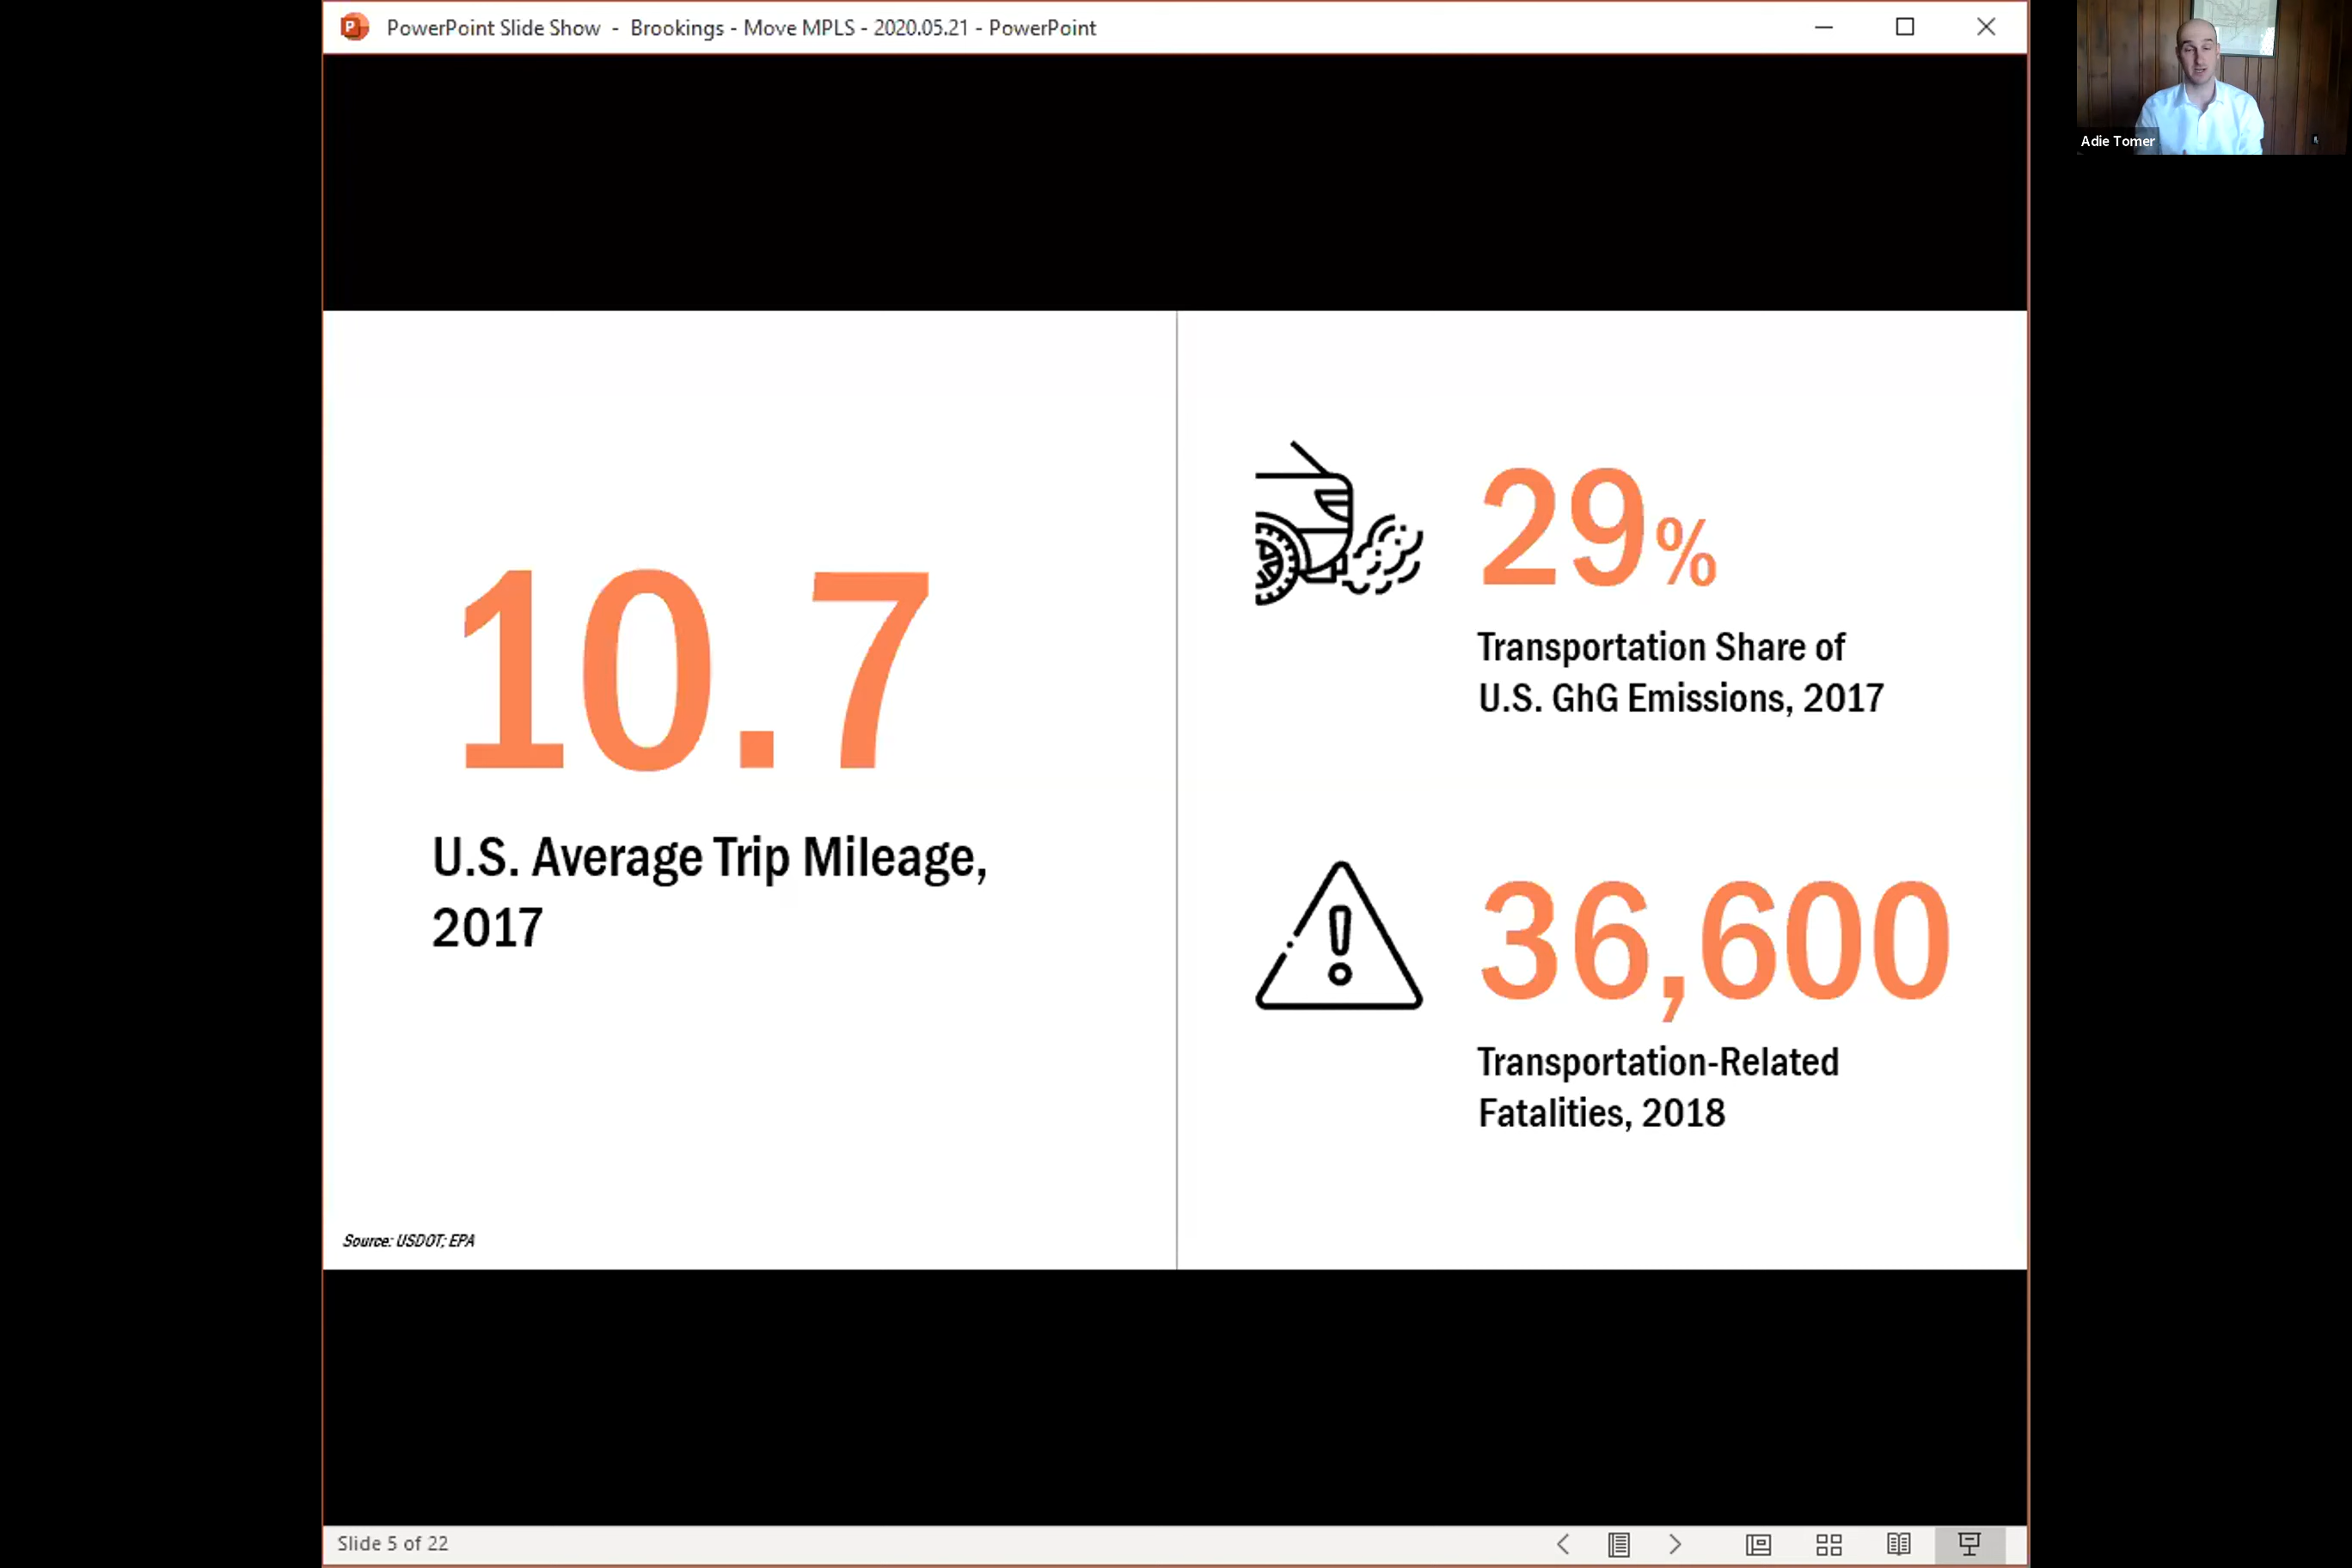 PowerPoint Slide Show - Brookings - Move MPLS - 2020.05.21 - PowerPoint
Adie Tomer
10.7
U.S. Average Trip Mileage,
2017
29%
Transportation Share of
U.S. GhG Emissions, 2017
36,600
Transportation-Related
Fatalities, 2018
Source: USDOT; EPA
Slide 5 of 22